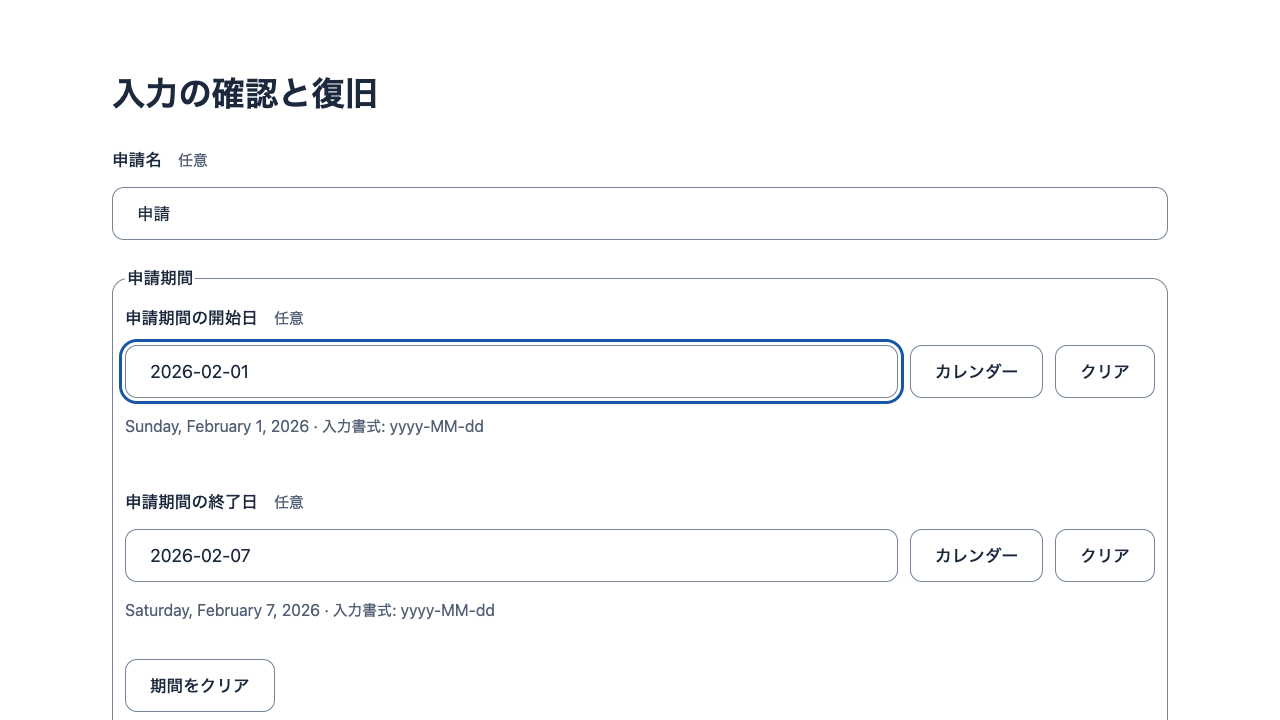 入力の確認と復旧
申請名 任意
申請
申請期間
申請期間の開始日 任意
2026-02-01 カレンダー クリア
Sunday, February 1, 2026 · 入力書式: yyyy-MM-dd
申請期間の終了日 任意
2026-02-07 カレンダー クリア
Saturday, February 7, 2026 · 入力書式: yyyy-MM-dd
期間をクリア